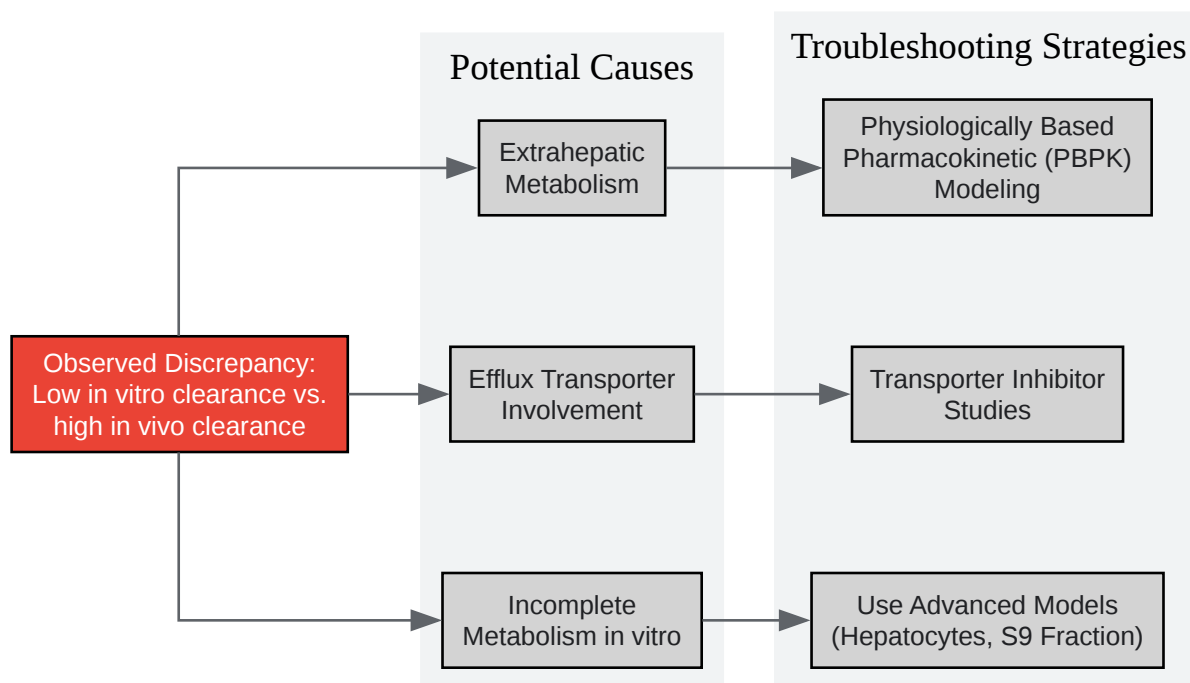 Potential Causes
Troubleshooting Strategies
Extrahepatic
Metabolism
Physiologically Based
Pharmacokinetic (PBPK)
Modeling
Observed Discrepancy:
Low in vitro clearance vs.
high in vivo clearance
Efflux Transporter
Involvement
Transporter Inhibitor
Studies
Incomplete
Metabolism in vitro
Use Advanced Models
(Hepatocytes, S9 Fraction)